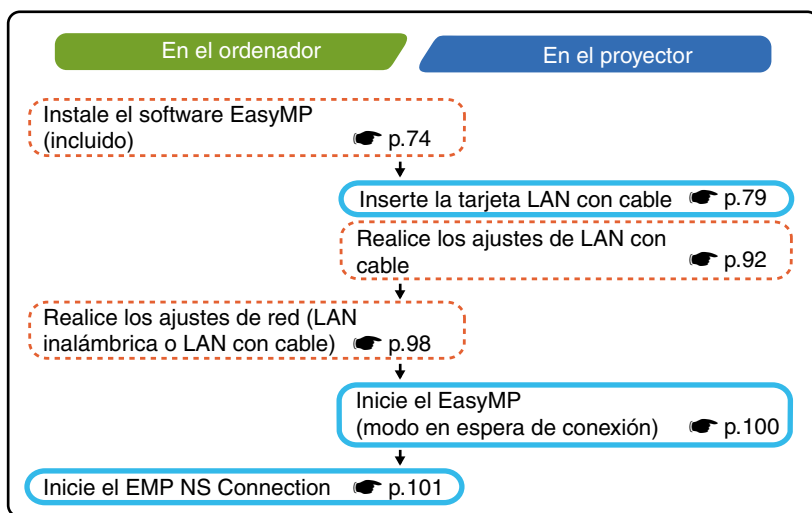 En el ordenador
En el proyector
Instale el software EasyMP
(incluido) p.74
Inserte la tarjeta LAN con cable p.79
Realice los ajustes de LAN con
cable p.92
Realice los ajustes de red (LAN
inalámbrica o LAN con cable) p.98
Inicie el EasyMP
(modo en espera de conexión) p.100
Inicie el EMP NS Connection p.101